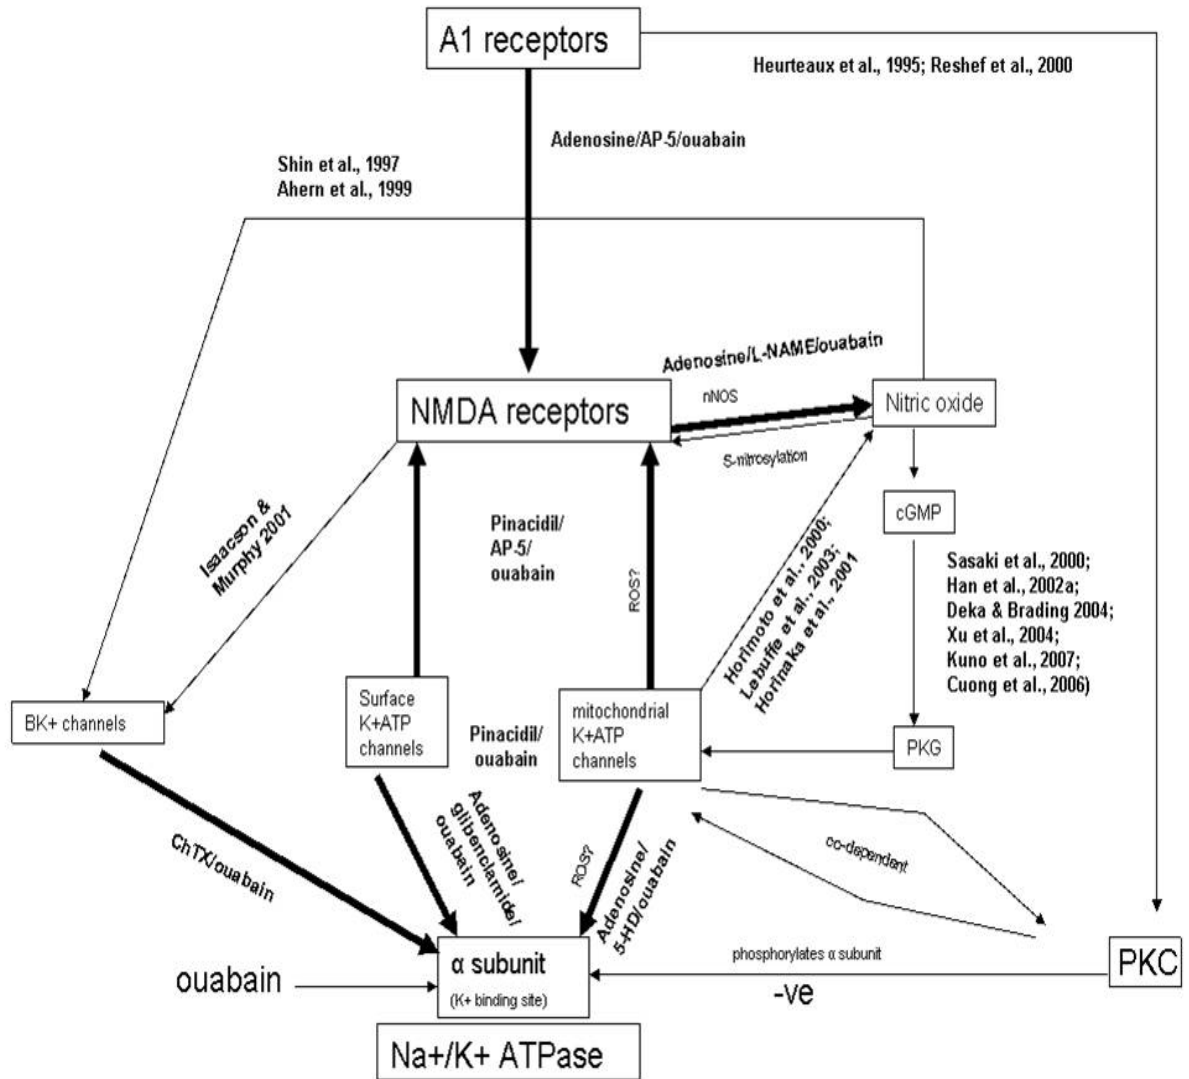 A1 receptors
Heurteaux et al., 1995; Reshef et al., 2000
Adenosine/AP-5/ouabain
Shin et al., 1997
Ahern et al., 1999
Adenosine/L-NAME/ouabain
nNOS
NMDA receptors
Nitric oxide
S-nitrosylation
cGMP
Isaacson &
Murphy 2001
Pinacidil/
AP-5/
ouabain
ROS?
Horimoto et al., 2000;
Lebuffe et al., 2003;
Horinaka et al., 2001
Sasaki et al., 2000;
Han et al., 2002a;
Deka & Brading 2004;
Xu et al., 2004;
Kuno et al., 2007;
Cuong et al., 2006)
BK+ channels
Surface
K+ATP
channels
Pinacidil/
ouabain
mitochondrial
K+ATP
channels
PKG
ChTX/ouabain
Adenosine/
glibenclamide/
ouabain
ROS?
Adenosine/
5-HD/ouabain
co-dependent
ouabain
α subunit
(K+ binding site)
phosphorylates α subunit
-ve
PKC
Na+/K+ ATPase